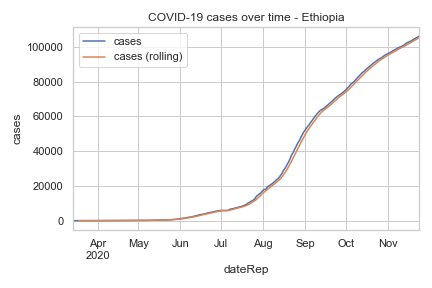 COVID-19 cases over time - Ethiopia
cases
cases (rolling)
100000
80000
60000
40000
20000
0
cases
Apr May Jun Jul Aug Sep Oct Nov
2020
dateRep